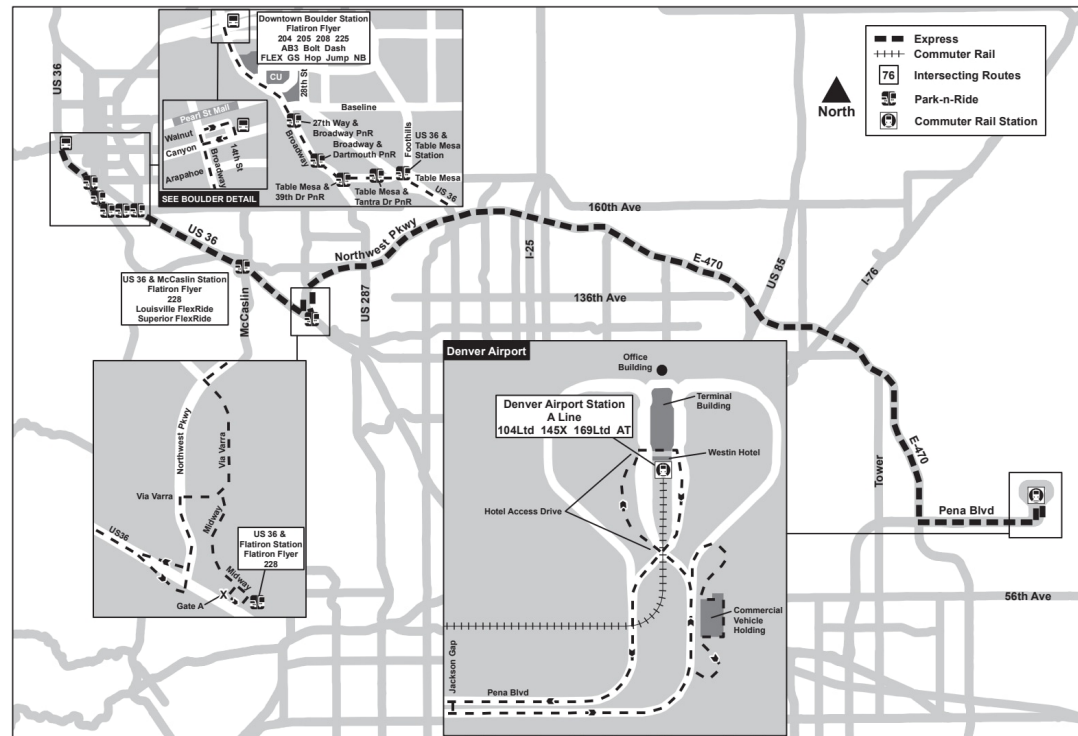 US 36
Downtown Boulder Station
Flatiron Flyer
204 205 208 225
AB3 Bolt Dash
FLEX GS Hop Jump NB
CU
28th St
Baseline
27th Way &
Broadway PnR
Broadway &
Dartmouth PnR
Broadway
Foothills
US 36 &
Table Mesa
Station
Table Mesa
US 36
Table Mesa &
39th Dr PnR
Table Mesa &
Tantra Dr PnR
Pearl St Mall
Walnut
Canyon
14th St
Broadway
Arapahoe
SEE BOULDER DETAIL
North
Express
Commuter Rail
76 Intersecting Routes
Park-n-Ride
Commuter Rail Station
US 36
160th Ave
Northwest Pkwy
I-25
E-470
US 85
I-76
136th Ave
US 287
McCaslin
US 36 & McCaslin Station
Flatiron Flyer
228
Louisville FlexRide
Superior FlexRide
Northwest Pkwy
Via Varra
Via Varra
Midway
US36
US 36 &
Flatiron Station
Flatiron Flyer
228
Midway
X
Gate A
Denver Airport
Office
Building
Terminal
Building
Denver Airport Station
A Line
104Ltd 145X 169Ltd AT
Westin Hotel
Hotel Access Drive
Commercial
Vehicle
Holding
Jackson Gap
Pena Blvd
Tower
E-470
Pena Blvd
56th Ave